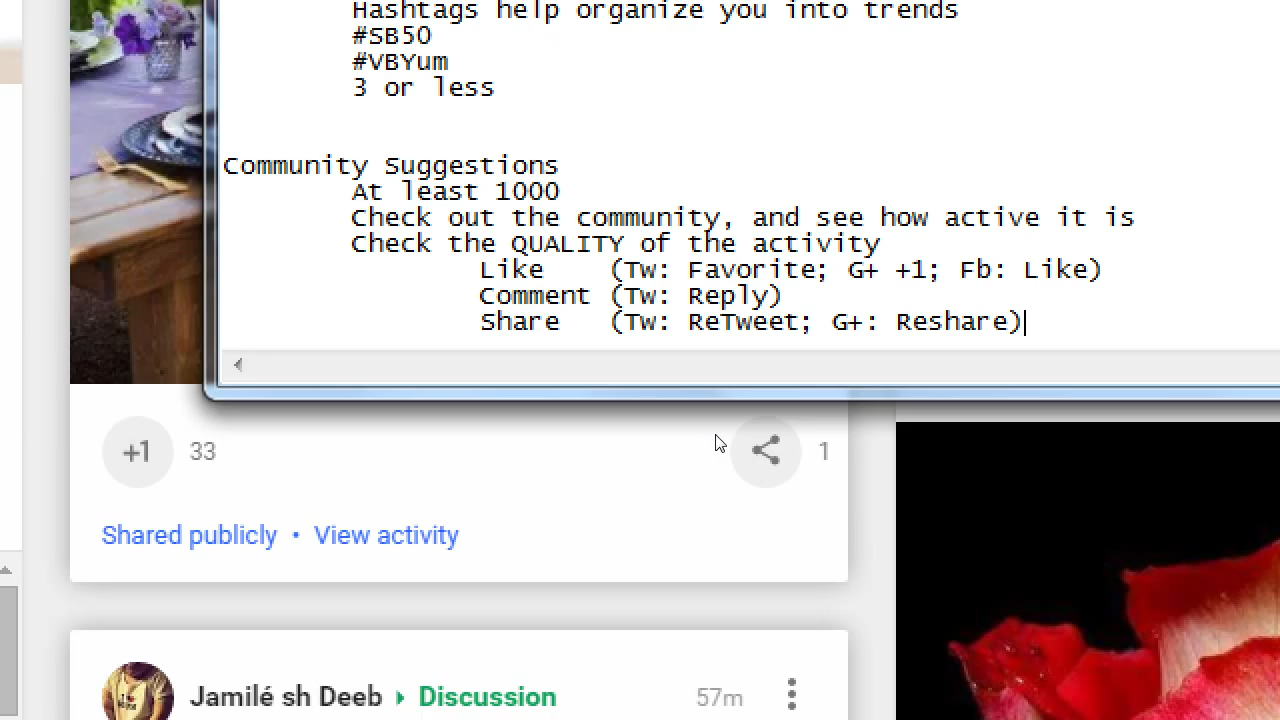 Hashtags help organize you into trends
#SB50
#VBYum
3 or less
Community Suggestions
At least 1000
Check out the community, and see how active it is
Check the QUALITY of the activity
Like (Tw: Favorite; G+ +1; Fb: Like)
Comment (Tw: Reply)
Share (Tw: ReTweet; G+: Reshare)
+1 33 1
Shared publicly • View activity
Jamilé sh Deeb Discussion 57m